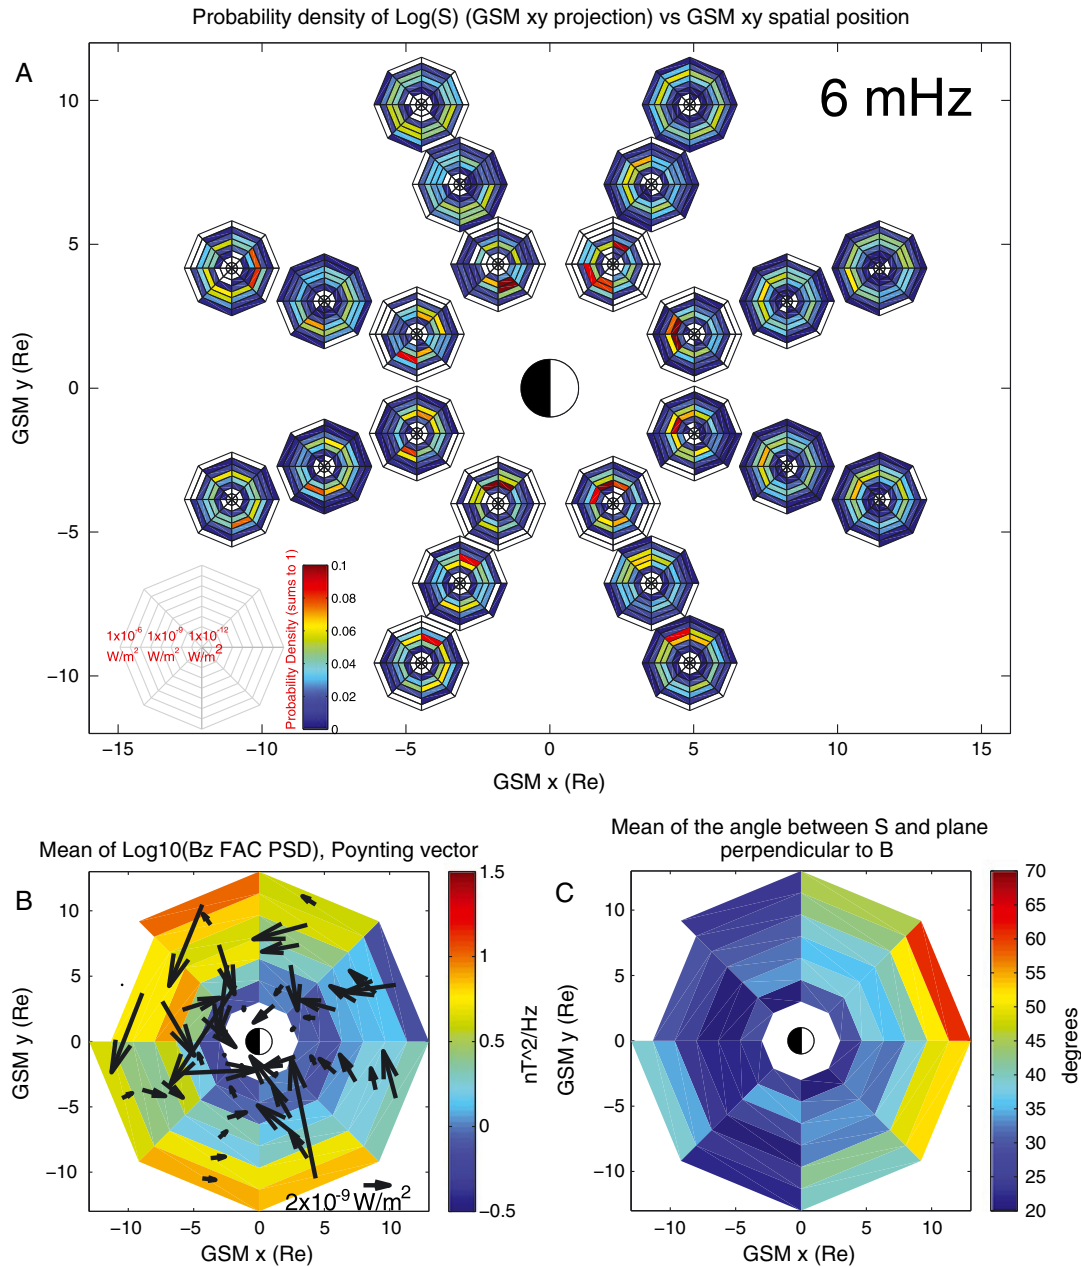 Probability density of Log(S) (GSM xy projection) vs GSM xy spatial position
A
6 mHz
10
5
0
−5
−10
GSM y (Re)
−15
−10
−5
0
5
10
15
GSM x (Re)
1x10-6 1x10-9 1x10-12
W/m2 W/m2 W/m2
Probability Density (sums to 1)
0.1
0.08
0.06
0.04
0.02
0
Mean of Log10(Bz FAC PSD), Poynting vector
B
10
5
0
−5
−10
GSM y (Re)
−10
−5
0
5
10
GSM x (Re)
2x10-9 W/m2
1.5
1
0.5
0
−0.5
nT^2/Hz
Mean of the angle between S and plane
perpendicular to B
C
10
5
0
−5
−10
GSM y (Re)
−10
−5
0
5
10
GSM x (Re)
70
65
60
55
50
45
40
35
30
25
20
degrees